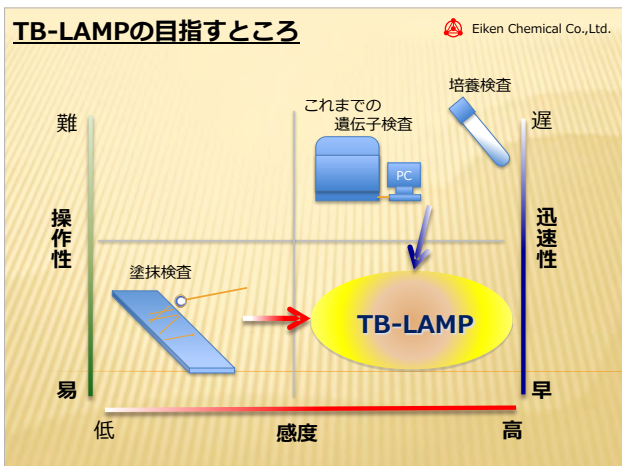 TB-LAMPの目指すところ
Eiken Chemical Co.,Ltd.
培養検査
これまでの
遺伝子検査
難
遅
PC
操作性
迅速性
塗抹検査
TB-LAMP
易
早
低
感度
高